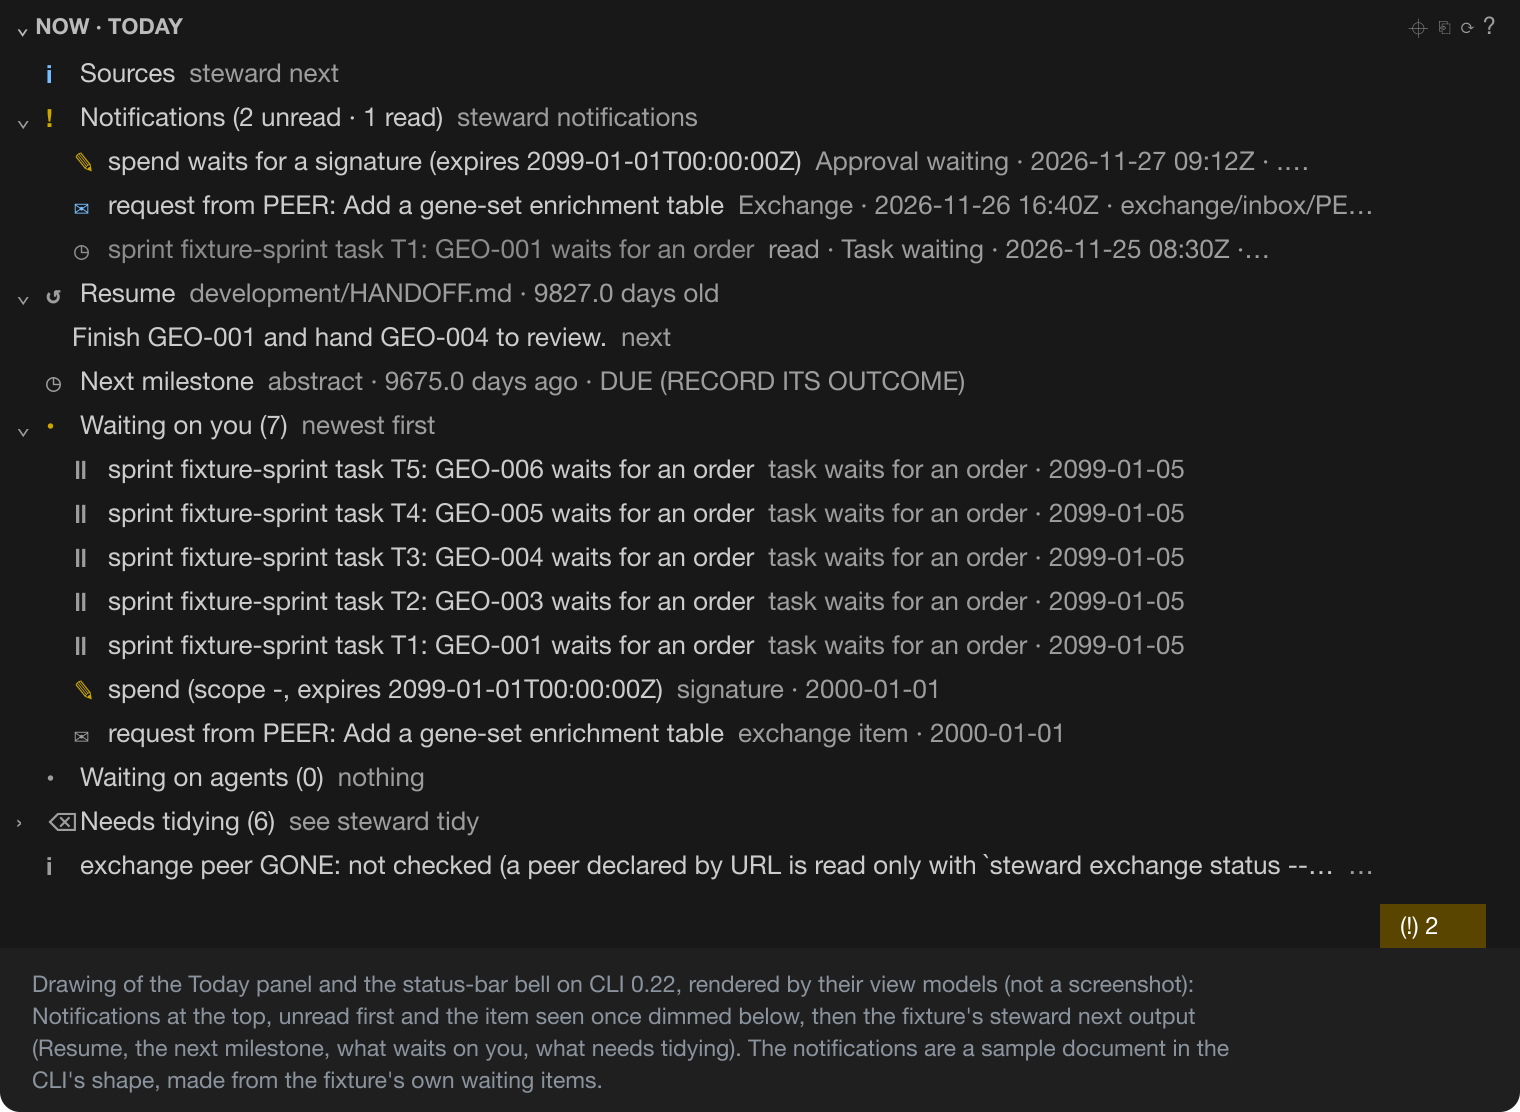 NOW · TODAY ?
i Sources steward next
! Notifications (2 unread · 1 read) steward notifications
spend waits for a signature (expires 2099-01-01T00:00:00Z) Approval waiting · 2026-11-27 09:12Z · ....
request from PEER: Add a gene-set enrichment table Exchange · 2026-11-26 16:40Z · exchange/inbox/PE...
sprint fixture-sprint task T1: GEO-001 waits for an order read · Task waiting · 2026-11-25 08:30Z ·...
Resume development/HANDOFF.md · 9827.0 days old
Finish GEO-001 and hand GEO-004 to review. next
Next milestone abstract · 9675.0 days ago · DUE (RECORD ITS OUTCOME)
Waiting on you (7) newest first
sprint fixture-sprint task T5: GEO-006 waits for an order task waits for an order · 2099-01-05
sprint fixture-sprint task T4: GEO-005 waits for an order task waits for an order · 2099-01-05
sprint fixture-sprint task T3: GEO-004 waits for an order task waits for an order · 2099-01-05
sprint fixture-sprint task T2: GEO-003 waits for an order task waits for an order · 2099-01-05
sprint fixture-sprint task T1: GEO-001 waits for an order task waits for an order · 2099-01-05
spend (scope -, expires 2099-01-01T00:00:00Z) signature · 2000-01-01
request from PEER: Add a gene-set enrichment table exchange item · 2000-01-01
Waiting on agents (0) nothing
Needs tidying (6) see steward tidy
i exchange peer GONE: not checked (a peer declared by URL is read only with `steward exchange status --... ...
(!) 2
Drawing of the Today panel and the status-bar bell on CLI 0.22, rendered by their view models (not a screenshot):
Notifications at the top, unread first and the item seen once dimmed below, then the fixture's steward next output
(Resume, the next milestone, what waits on you, what needs tidying). The notifications are a sample document in the
CLI's shape, made from the fixture's own waiting items.